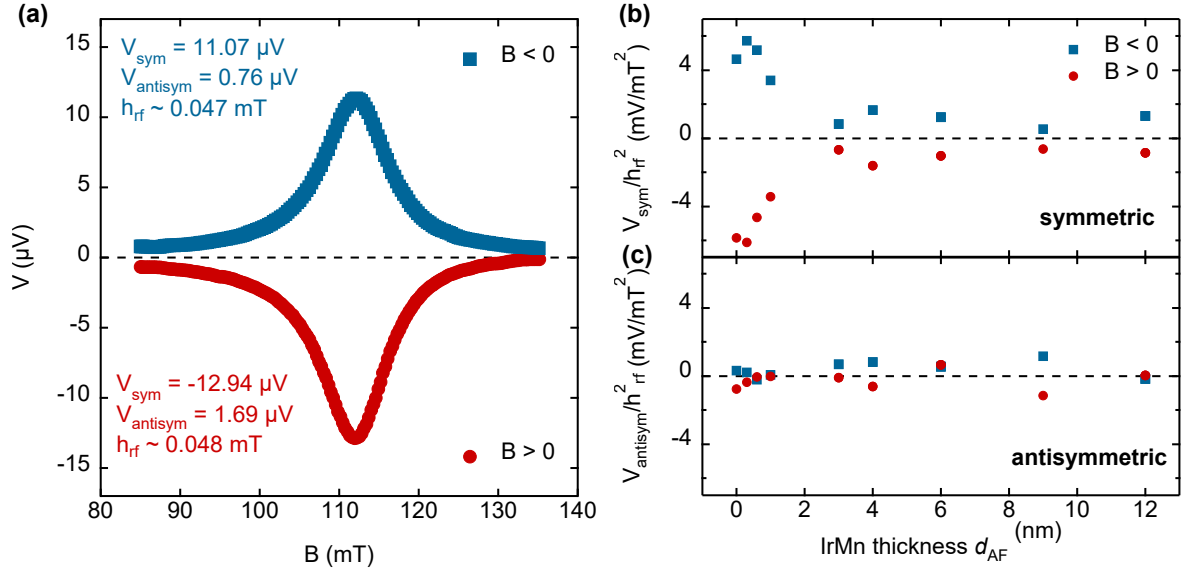 (a)
15
10
5
0
-5
-10
-15
V (µV)
80
90
100
110
120
130
140
B (mT)
V_sym = 11.07 µV
V_antisym = 0.76 µV
h_rf ~ 0.047 mT
B < 0
V_sym = -12.94 µV
V_antisym = 1.69 µV
h_rf ~ 0.048 mT
B > 0
(b)
B < 0
B > 0
4
0
-4
V_sym/h_rf^2 (mV/mT^2)
symmetric
(c)
4
0
-4
V_antisym/h^2_rf (mV/mT^2)
antisymmetric
0
2
4
6
8
10
12
IrMn thickness d_AF (nm)